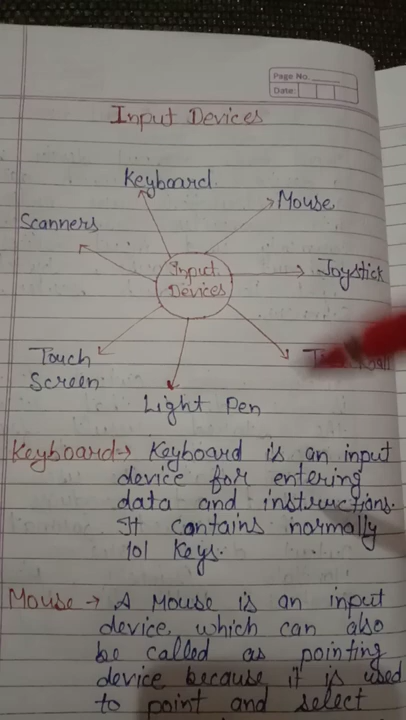 Page No.
Date:
Input Devices
Keyboard
Mouse
Scanners
Joystick
Input
Devices
Touch
Screen
Light Pen
Keyboard→ Keyboard is an input
device for entering
data and instructions.
It contains normally
101 Keys.
Mouse → A Mouse is an input
device, which can also
be called as pointing
device because it is used
to point and select